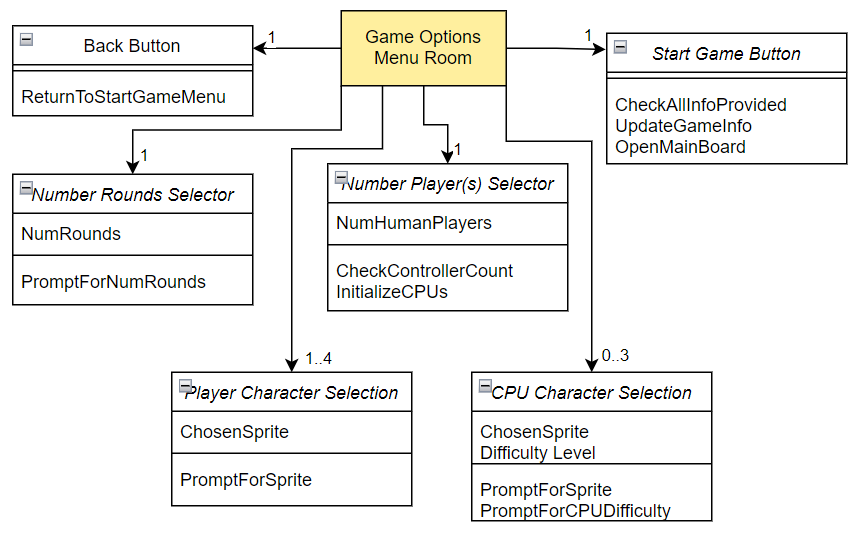 Game Options
Menu Room
Back Button
1
ReturnToStartGameMenu
1
Start Game Button
CheckAllInfoProvided
UpdateGameInfo
OpenMainBoard
1
Number Rounds Selector
NumRounds
PromptForNumRounds
1
Number Player(s) Selector
NumHumanPlayers
CheckControllerCount
InitializeCPUs
1..4
Player Character Selection
ChosenSprite
PromptForSprite
0..3
CPU Character Selection
ChosenSprite
Difficulty Level
PromptForSprite
PromptForCPUDifficulty